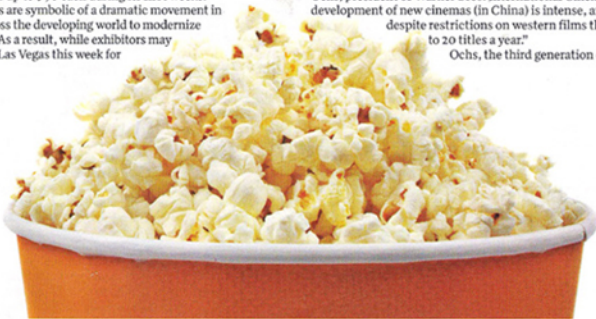 s are symbolic of a dramatic movement in
ss the developing world to modernize
As a result, while exhibitors may
Las Vegas this week for
development of new cinemas (in China) is intense, a
despite restrictions on western films th
to 20 titles a year.”
Ochs, the third generation